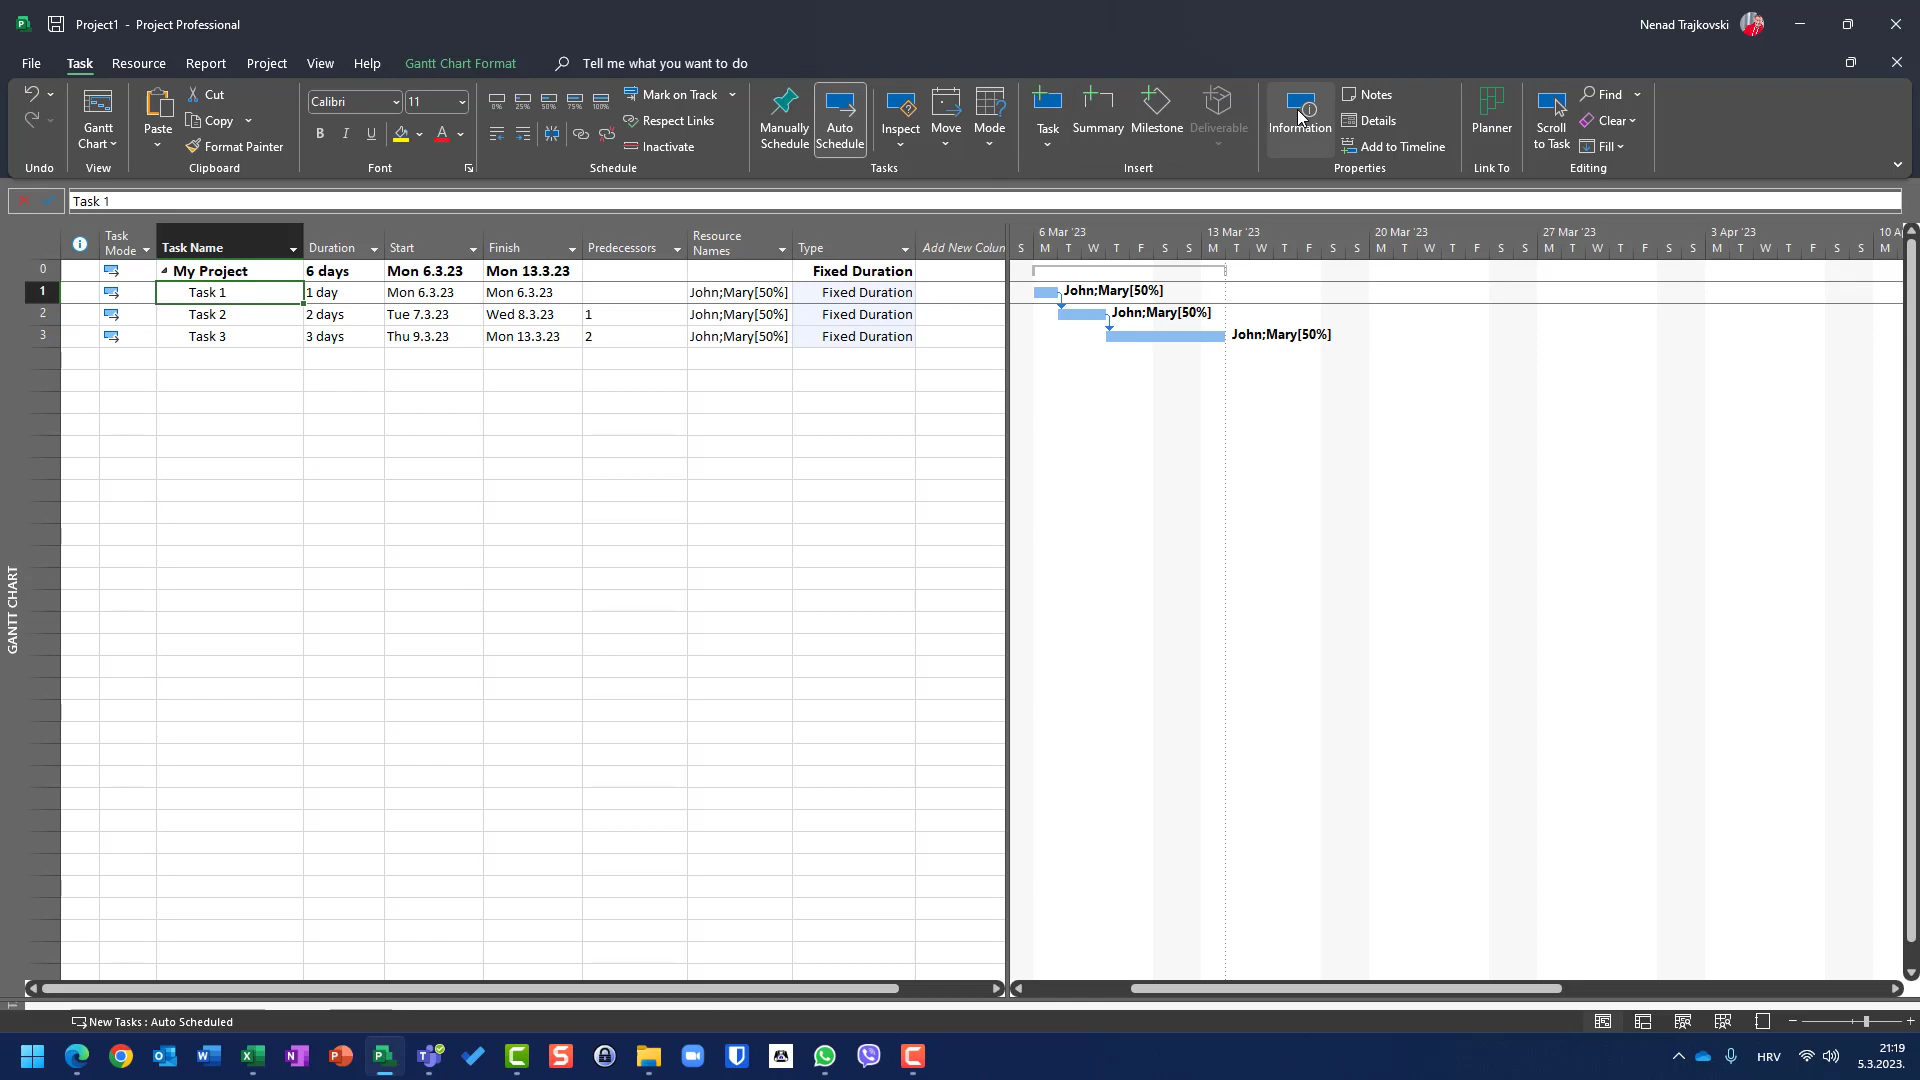 Project1 - Project Professional
Nenad Trajkovski
File Task Resource Report Project View Help Gantt Chart Format Tell me what you want to do
Gantt Chart
Paste
Cut
Copy
Format Painter
Calibri 11
B I U A
0% 25% 50% 75% 100%
Mark on Track
Respect Links
Inactivate
Manually Schedule
Auto Schedule
Inspect
Move
Mode
Task
Summary
Milestone
Deliverable
Information
Notes
Details
Add to Timeline
Planner
Scroll to Task
Find
Clear
Fill
Undo View Clipboard Font Schedule Tasks Insert Properties Link To Editing
Task 1
Task Mode Task Name Duration Start Finish Predecessors Resource Names Type Add New Colun
0 My Project 6 days Mon 6.3.23 Mon 13.3.23 Fixed Duration
1 Task 1 1 day Mon 6.3.23 Mon 6.3.23 John;Mary[50%] Fixed Duration
2 Task 2 2 days Tue 7.3.23 Wed 8.3.23 1 John;Mary[50%] Fixed Duration
3 Task 3 3 days Thu 9.3.23 Mon 13.3.23 2 John;Mary[50%] Fixed Duration
6 Mar '23 13 Mar '23 20 Mar '23 27 Mar '23 3 Apr '23 10 A
S M T W T F S S M T W T F S S M T W T F S S M T W T F S S M T W T F S S M
John;Mary[50%]
John;Mary[50%]
John;Mary[50%]
GANTT CHART
New Tasks : Auto Scheduled
HRV
21:19
5.3.2023.